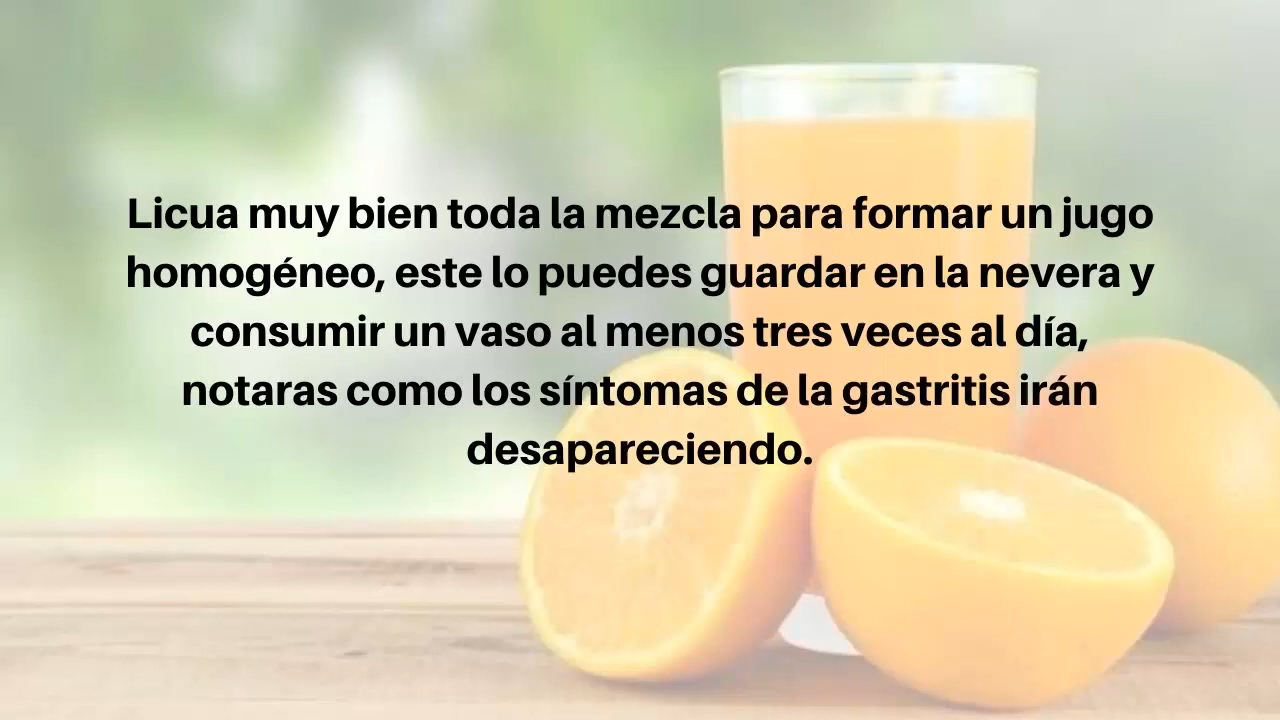 Licua muy bien toda la mezcla para formar un jugo
homogéneo, este lo puedes guardar en la nevera y
consumir un vaso al menos tres veces al día,
notaras como los síntomas de la gastritis irán
desapareciendo.